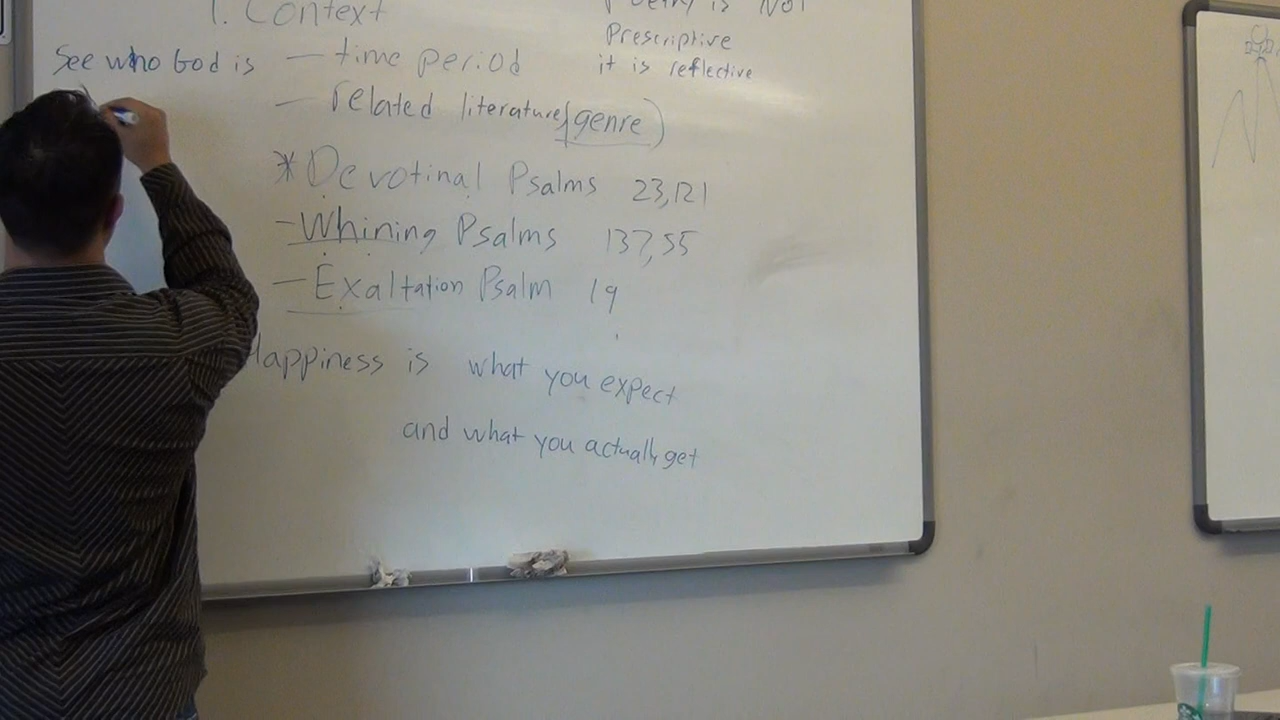 1. Context
Poetry is NOT
Prescriptive
it is reflective
See who God is
— time period
— related literature (genre)
* Devotinal Psalms 23,121
- Whining Psalms 137,55
- Exaltation Psalm 19
Happiness is what you expect
and what you actually get